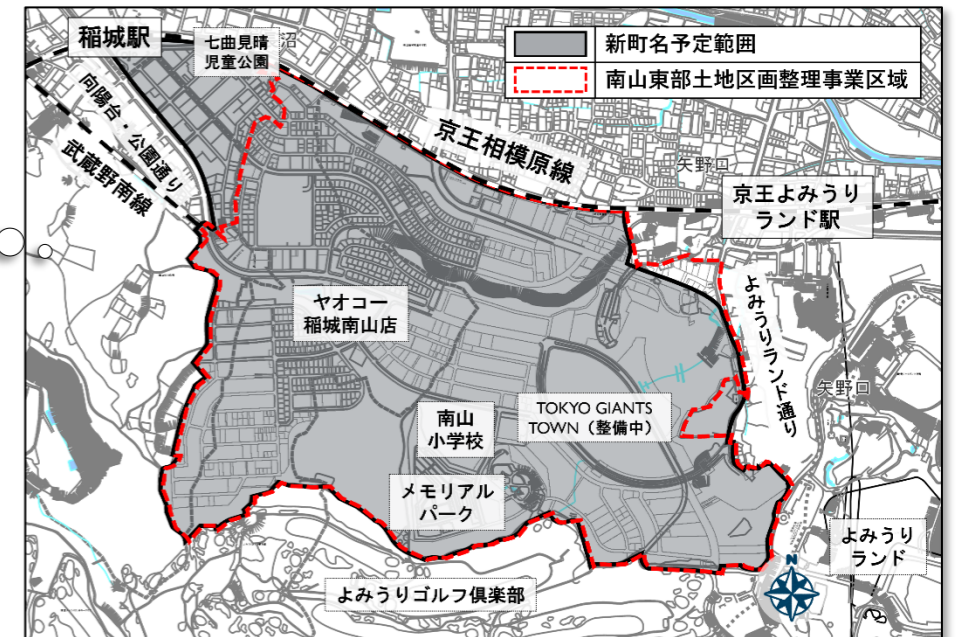 稲城駅
七曲見晴
児童公園
沼
新町名予定範囲
南山東部土地区画整理事業区域
向陽台・公園通り
武蔵野南線
京王相模原線
矢野口
京王よみうり
ランド駅
ヤオコー
稲城南山店
よみうりランド通り
矢野口
南山
小学校
TOKYO GIANTS
TOWN（整備中）
メモリアル
パーク
よみうり
ランド
よみうりゴルフ倶楽部
N